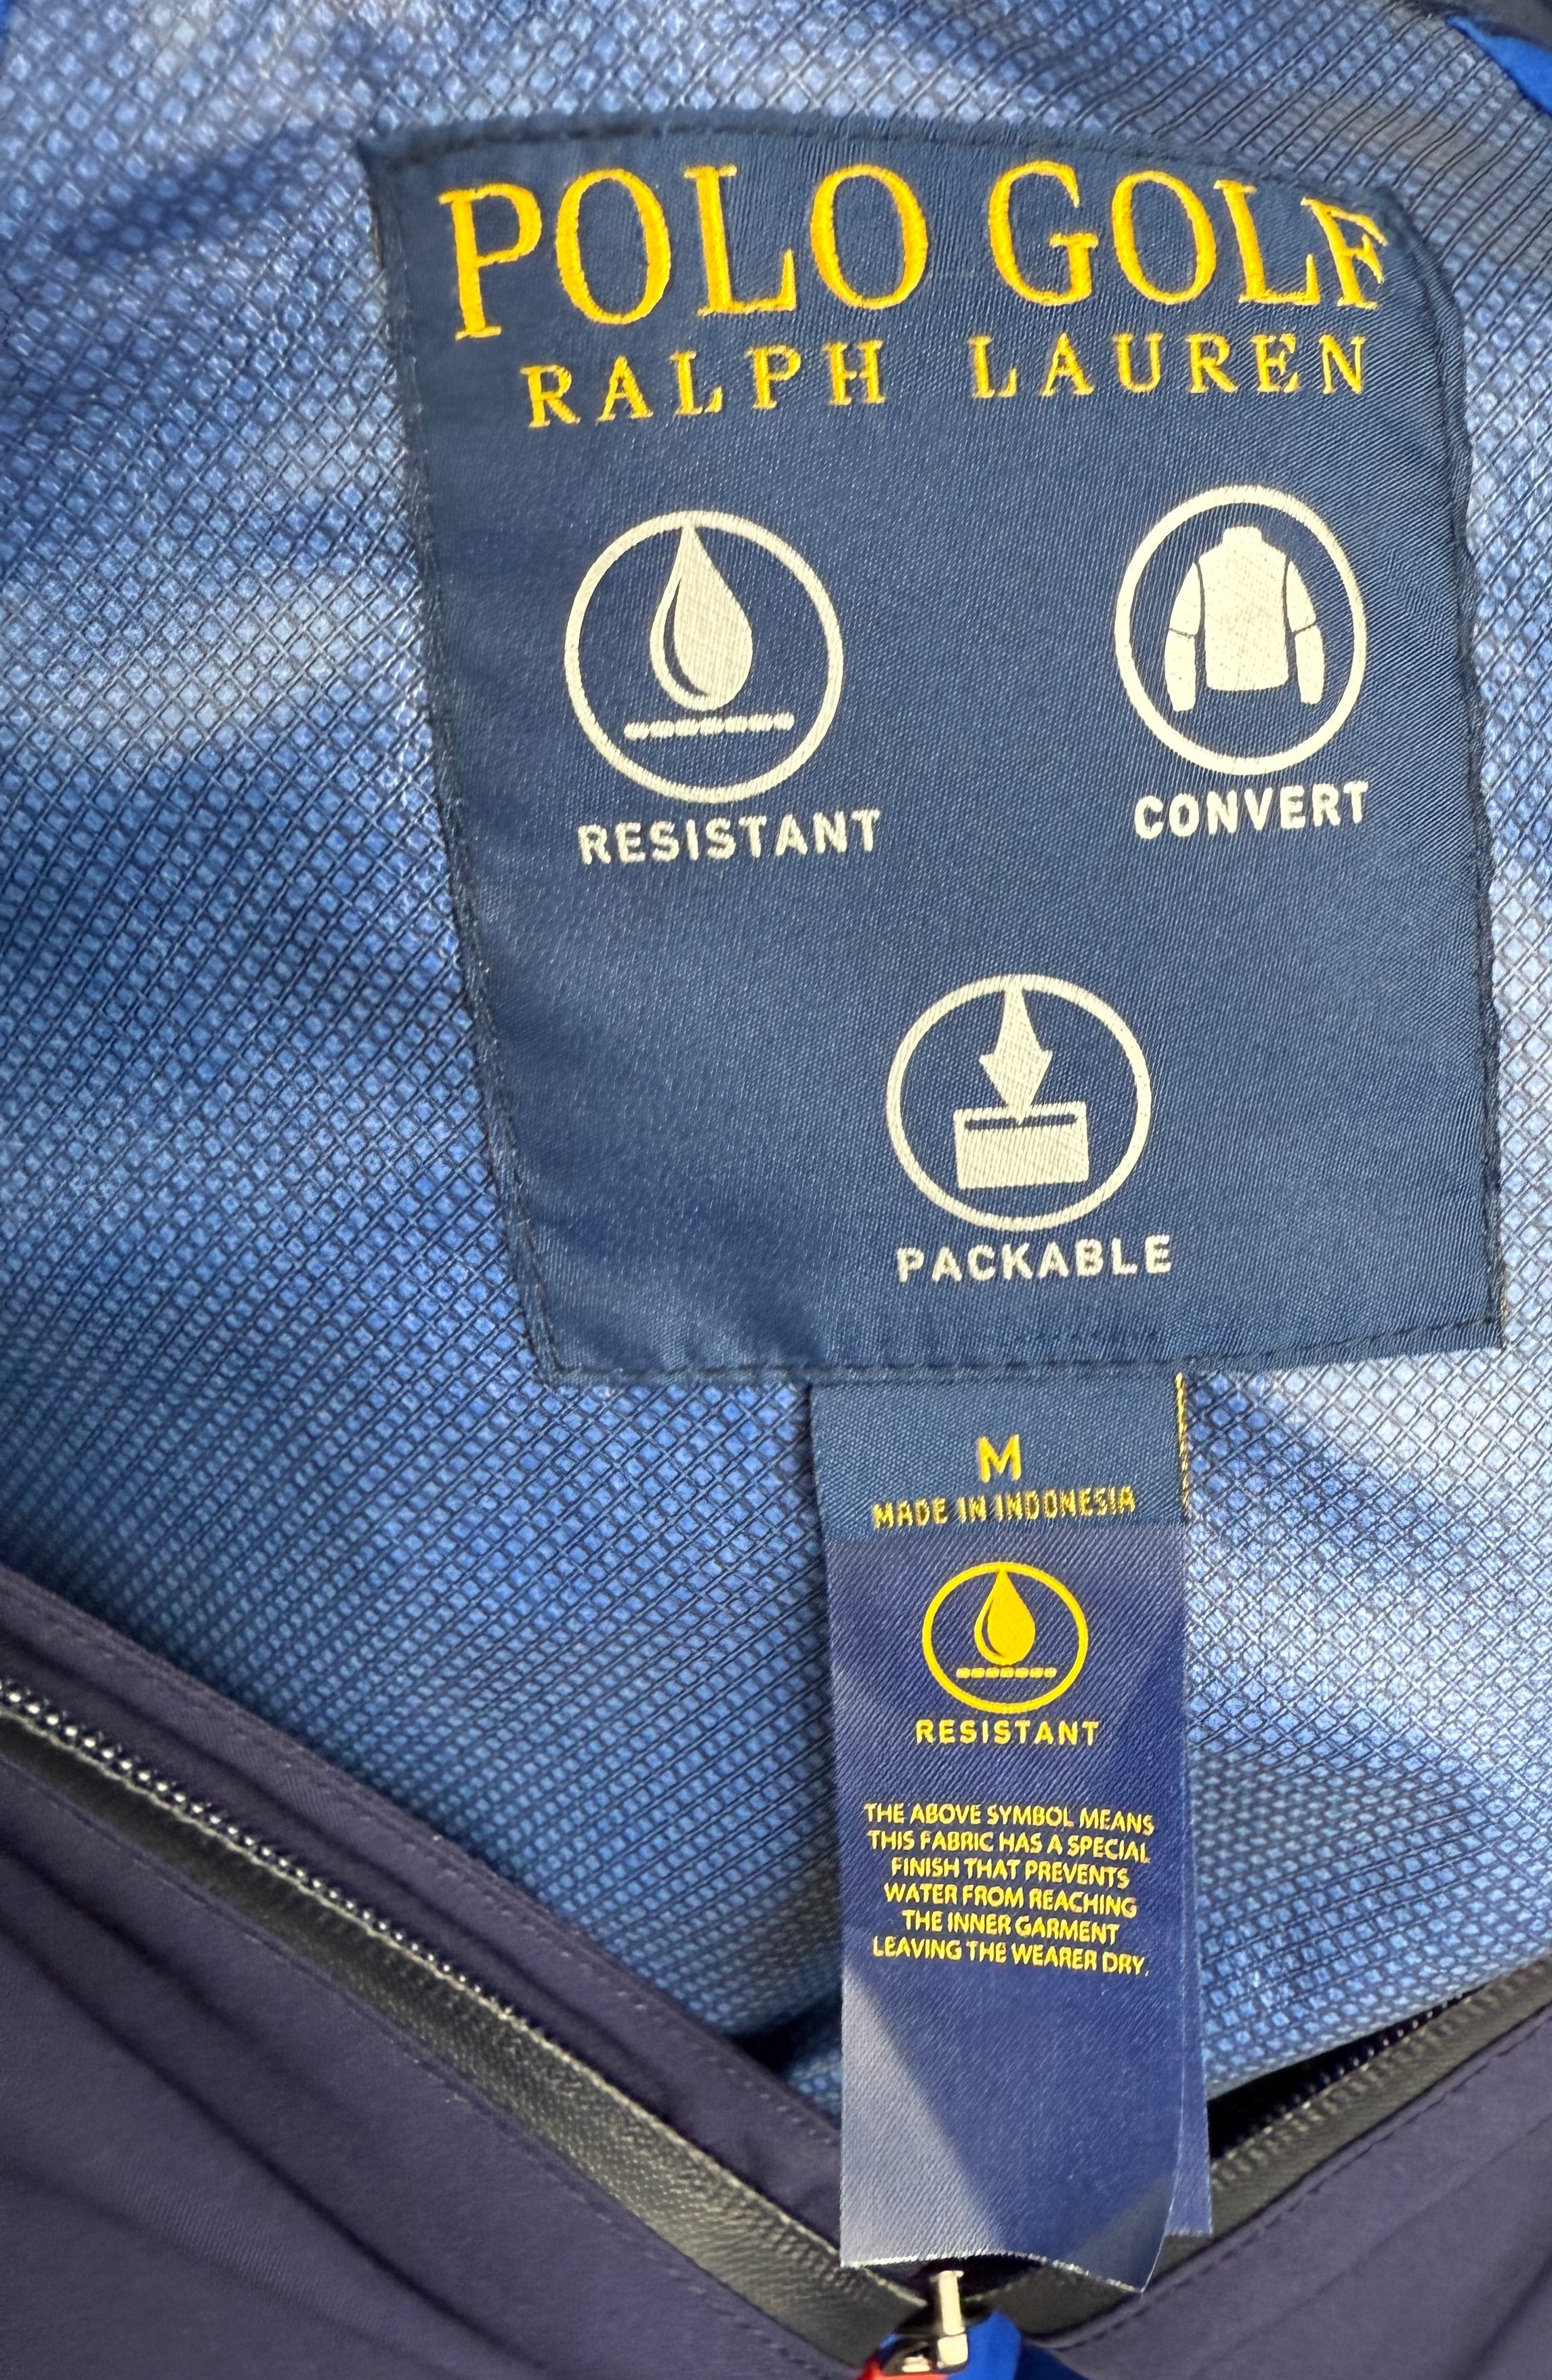 POLO GOLF
RALPH LAUREN
RESISTANT
CONVERT
PACKABLE
M
MADE IN INDONESIA
RESISTANT
THE ABOVE SYMBOL MEANS
THIS FABRIC HAS A SPECIAL
FINISH THAT PREVENTS
WATER FROM REACHING
THE INNER GARMENT
LEAVING THE WEARER DRY.